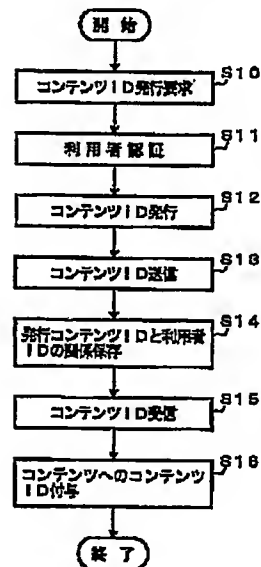 開始
S10
コンテンツID発行要求
S11
利用者認証
S12
コンテンツID発行
S13
コンテンツID送信
S14
発行コンテンツIDと利用者
IDの関係保存
S15
コンテンツID受信
S16
コンテンツへのコンテンツ
ID付与
終了